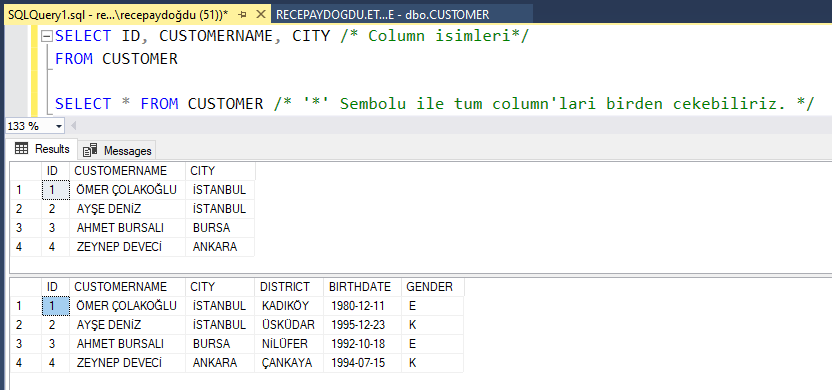 SQLQuery1.sql - re...\recepaydoğdu (51))* RECEPAYDOGDU.ET...E - dbo.CUSTOMER
SELECT ID, CUSTOMERNAME, CITY /* Column isimleri*/
FROM CUSTOMER
SELECT * FROM CUSTOMER /* '*' Sembolu ile tum column'lari birden cekebiliriz. */
133 %
Results Messages
ID CUSTOMERNAME CITY
1 1 ÖMER ÇOLAKOĞLU İSTANBUL
2 2 AYŞE DENİZ İSTANBUL
3 3 AHMET BURSALI BURSA
4 4 ZEYNEP DEVECİ ANKARA
ID CUSTOMERNAME CITY DISTRICT BIRTHDATE GENDER
1 1 ÖMER ÇOLAKOĞLU İSTANBUL KADIKÖY 1980-12-11 E
2 2 AYŞE DENİZ İSTANBUL ÜSKÜDAR 1995-12-23 K
3 3 AHMET BURSALI BURSA NİLÜFER 1992-10-18 E
4 4 ZEYNEP DEVECİ ANKARA ÇANKAYA 1994-07-15 K